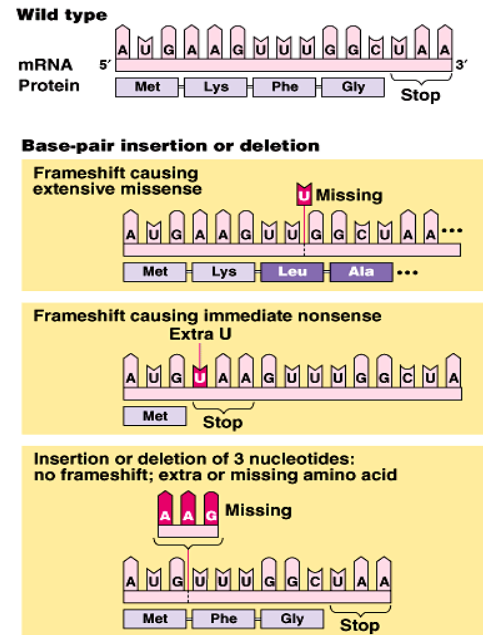 Wild type
A U G A A G U U U G G C U A A
mRNA 5′ 3′
Protein Met Lys Phe Gly Stop
Base-pair insertion or deletion
Frameshift causing
extensive missense
U Missing
A U G A A G U U G G C U A A •••
Met Lys Leu Ala •••
Frameshift causing immediate nonsense
Extra U
A U G U A A G U U U G G C U A
Met Stop
Insertion or deletion of 3 nucleotides:
no frameshift; extra or missing amino acid
A A G Missing
A U G U U U G G C U A A
Met Phe Gly Stop